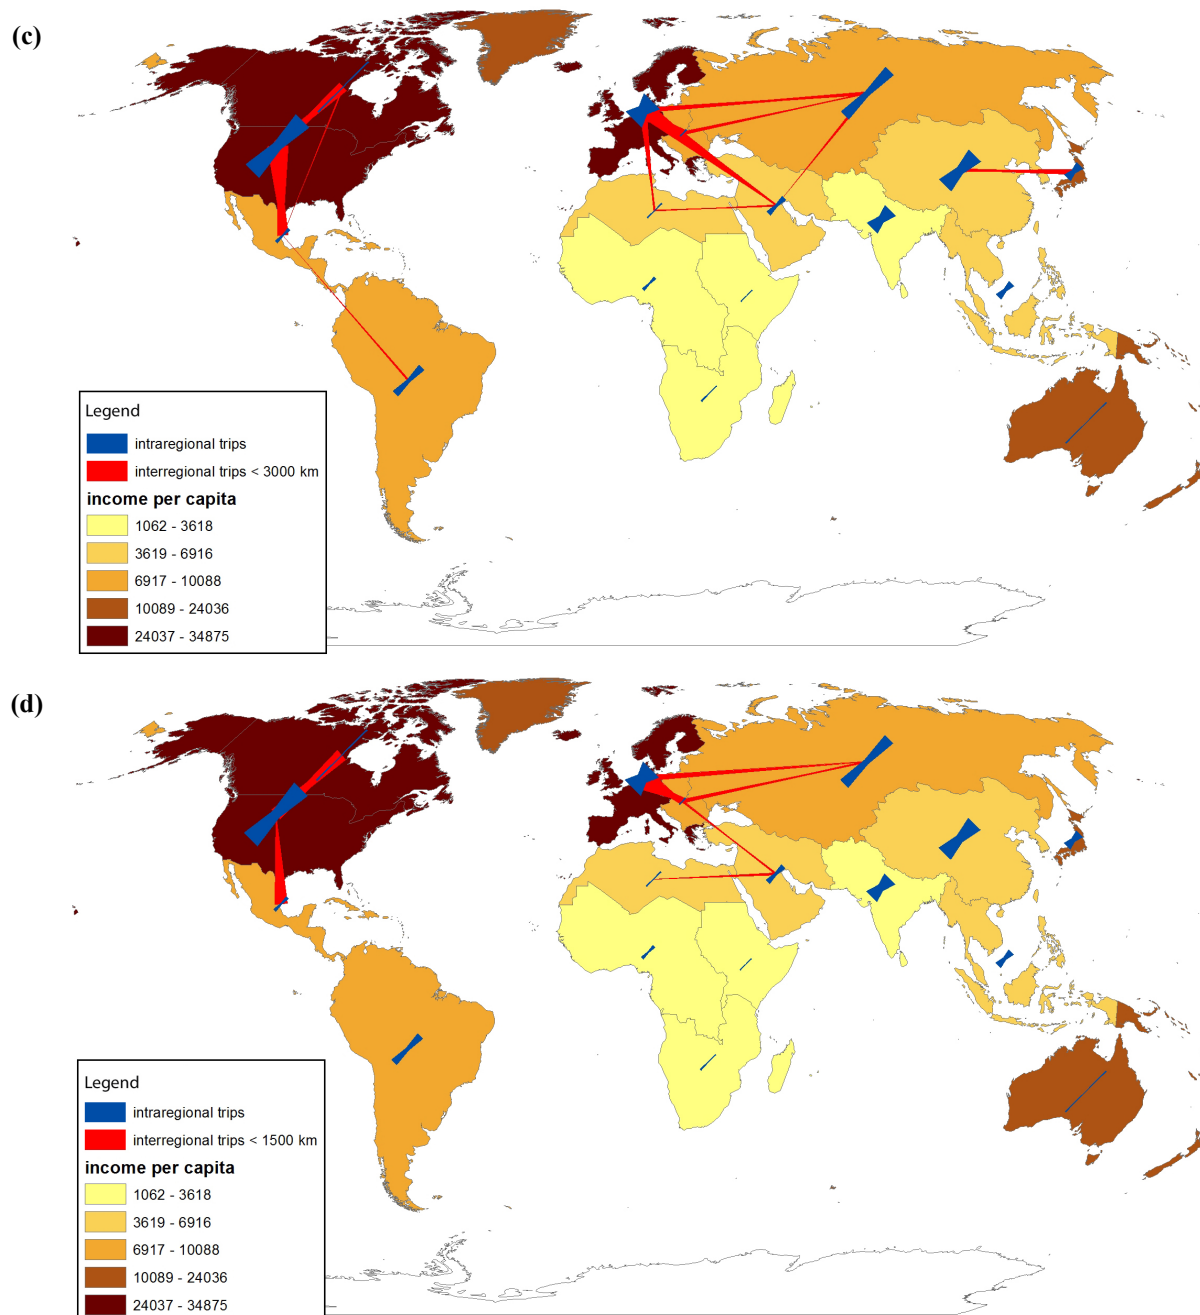 (c)
Legend
intraregional trips
interregional trips < 3000 km
income per capita
1062 - 3618
3619 - 6916
6917 - 10088
10089 - 24036
24037 - 34875
(d)
Legend
intraregional trips
interregional trips < 1500 km
income per capita
1062 - 3618
3619 - 6916
6917 - 10088
10089 - 24036
24037 - 34875